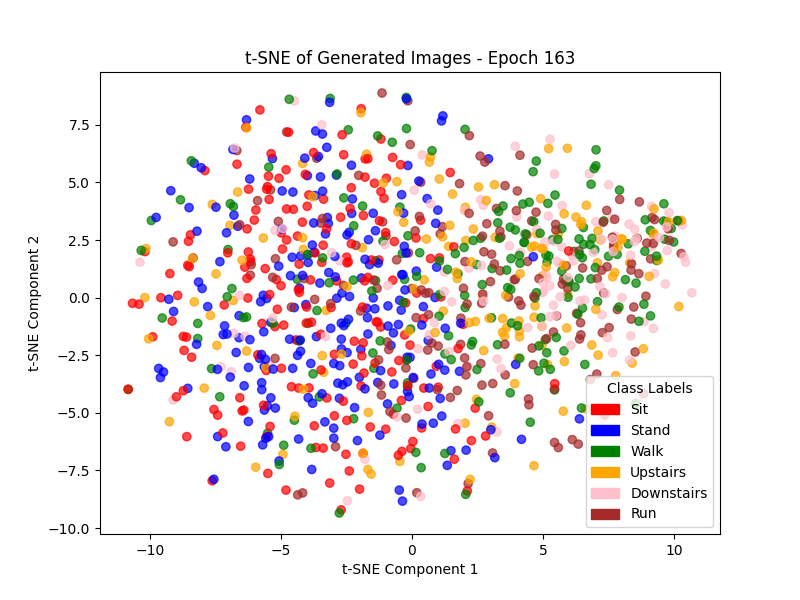 t-SNE of Generated Images - Epoch 163
t-SNE Component 2
7.5
5.0
2.5
0.0
−2.5
−5.0
−7.5
−10.0
Class Labels
Sit
Stand
Walk
Upstairs
Downstairs
Run
−10
−5
0
5
10
t-SNE Component 1